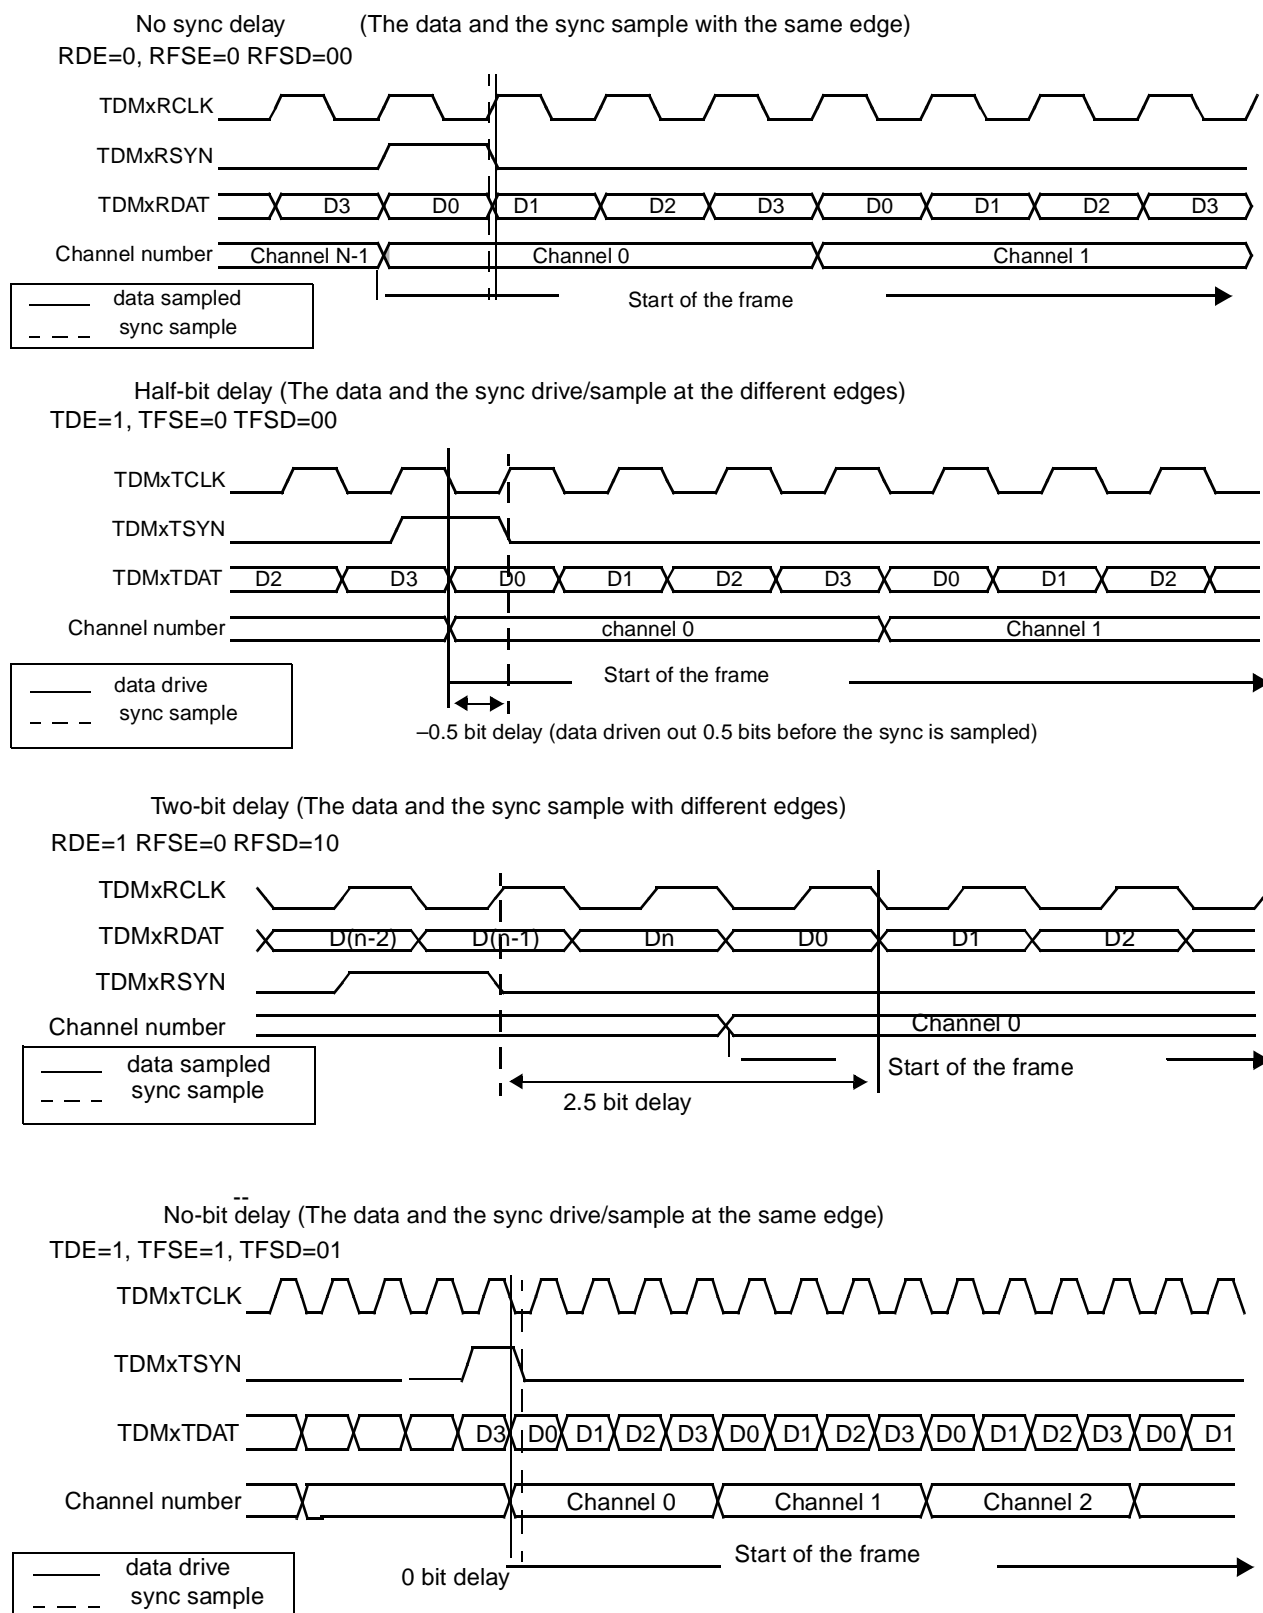 No sync delay (The data and the sync sample with the same edge)
RDE=0, RFSE=0 RFSD=00
TDMxRCLK
TDMxRSYN
TDMxRDAT D3 D0 D1 D2 D3 D0 D1 D2 D3
Channel number Channel N-1 Channel 0 Channel 1
data sampled Start of the frame
sync sample
Half-bit delay (The data and the sync drive/sample at the different edges)
TDE=1, TFSE=0 TFSD=00
TDMxTCLK
TDMxTSYN
TDMxTDAT D2 D3 D0 D1 D2 D3 D0 D1 D2
Channel number channel 0 Channel 1
data drive Start of the frame
sync sample
–0.5 bit delay (data driven out 0.5 bits before the sync is sampled)
Two-bit delay (The data and the sync sample with different edges)
RDE=1 RFSE=0 RFSD=10
TDMxRCLK
TDMxRDAT D(n-2) D(n-1) Dn D0 D1 D2
TDMxRSYN
Channel number Channel 0
data sampled Start of the frame
sync sample 2.5 bit delay
--
No-bit delay (The data and the sync drive/sample at the same edge)
TDE=1, TFSE=1, TFSD=01
TDMxTCLK
TDMxTSYN
TDMxTDAT D3 D0 D1 D2 D3 D0 D1 D2 D3 D0 D1 D2 D3 D0 D1
Channel number Channel 0 Channel 1 Channel 2
data drive 0 bit delay Start of the frame
sync sample